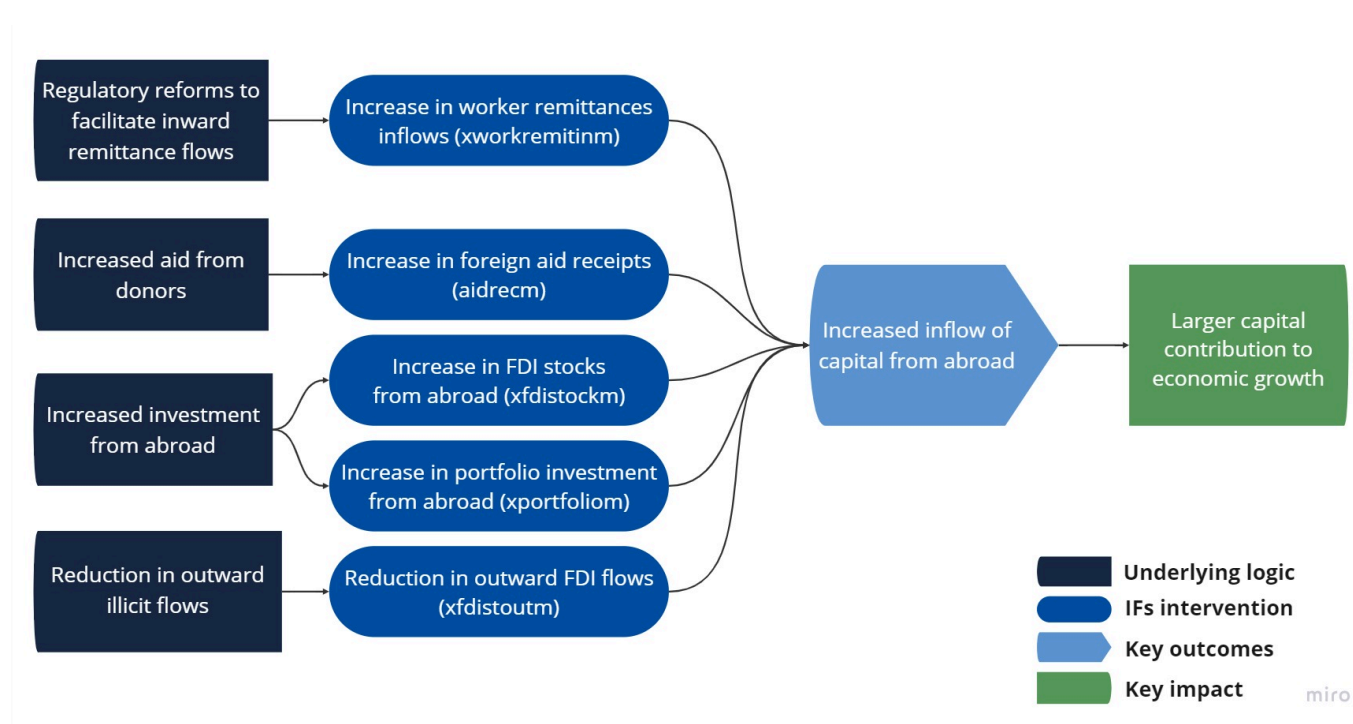 Regulatory reforms to
facilitate inward
remittance flows
Increase in worker remittances
inflows (xworkremitinm)
Increased aid from
donors
Increase in foreign aid receipts
(aidrecm)
Increased investment
from abroad
Increase in FDI stocks
from abroad (xfdistockm)
Increase in portfolio investment
from abroad (xportfoliom)
Reduction in outward
illicit flows
Reduction in outward FDI flows
(xfdistoutm)
Increased inflow of
capital from abroad
Larger capital
contribution to
economic growth
Underlying logic
IFs intervention
Key outcomes
Key impact
miro